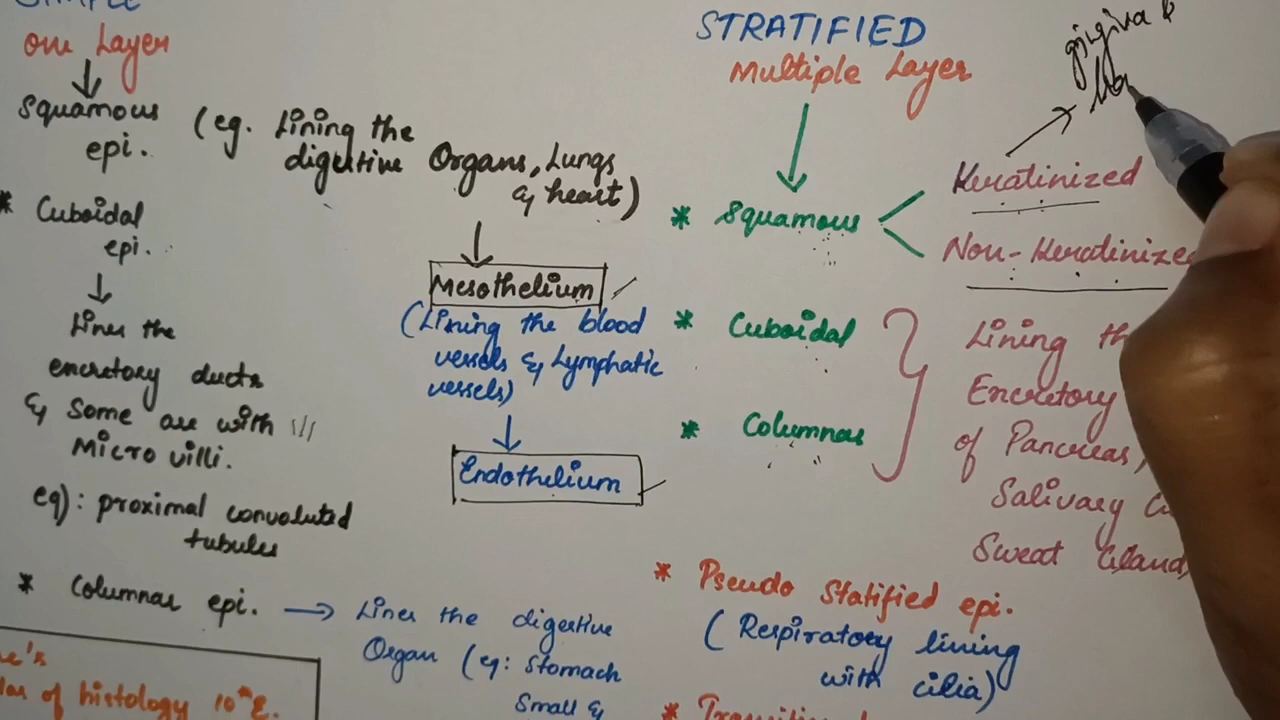 SIMPLE
One Layer
Squamous
epi.
(eg. Lining the
digestive Organs, Lungs
& heart)
Mesothelium
(Lining the blood
vessels & Lymphatic
vessels)
Endothelium
* Cuboidal
epi.
Lines the
excretory ducts
& Some are with
Micro villi.
eg): proximal convoluted
tubules
* Columnar epi. → Lines the digestive
Organ (eg: Stomach
Small &
of histology 10th E.
STRATIFIED
Multiple Layer
* Squamous
gingiva &
Keratinized
Non-Keratinized
* Cuboidal
* Columnar
Lining
Excretory
of Pancreas,
Salivary
Sweat Gland
* Pseudo Statified epi.
(Respiratory lining
with cilia)